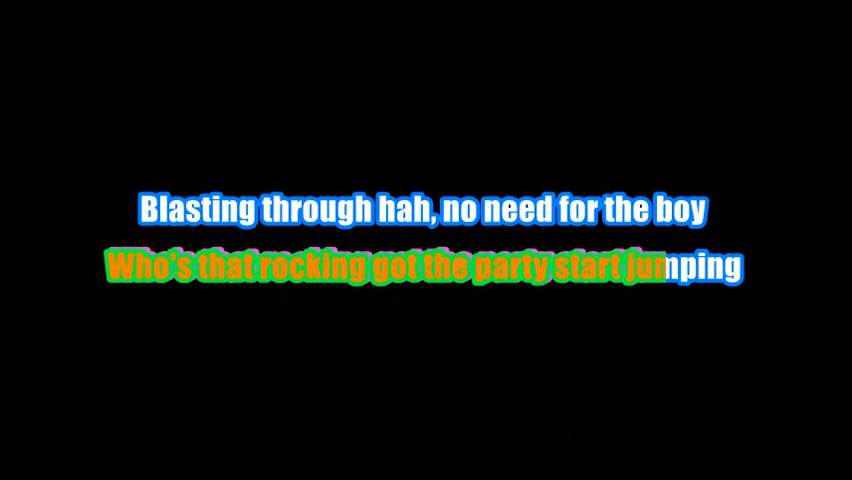 Blasting through hah, no need for the boy
Who's that rocking got the party start jumping